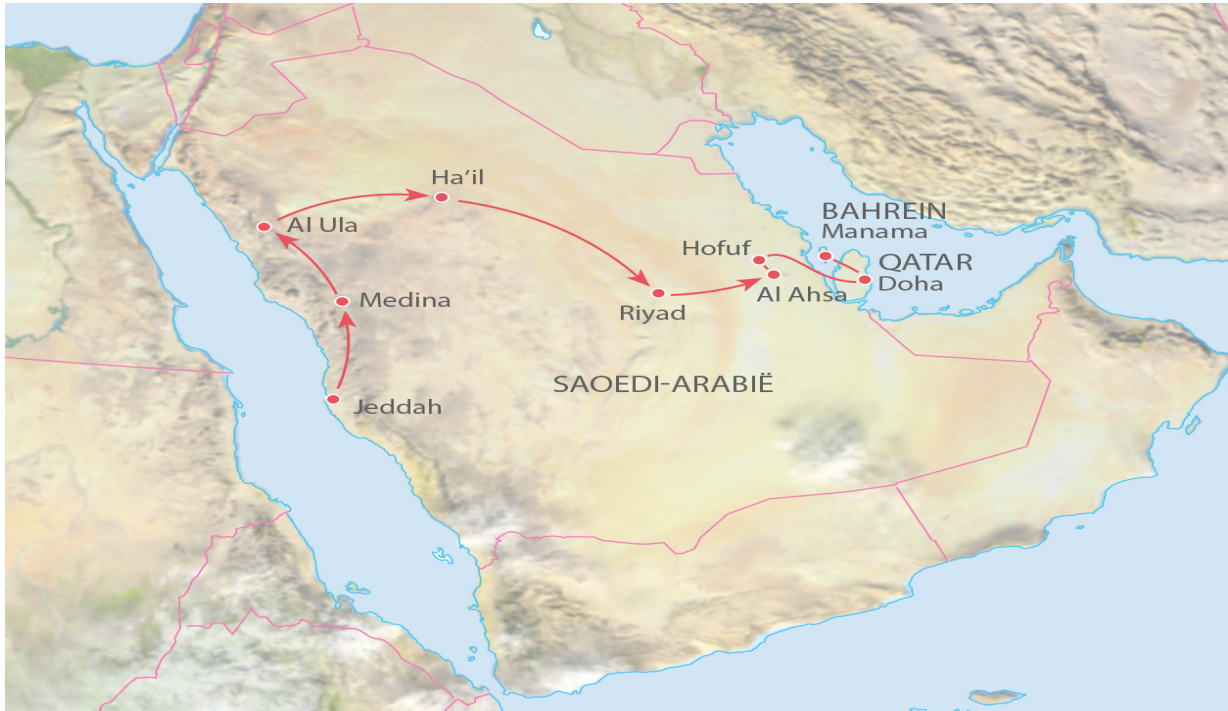 Ha'il
Al Ula
BAHREIN
Manama
Hofuf
QATAR
Doha
Al Ahsa
Medina
Riyad
SAOEDI-ARABIË
Jeddah